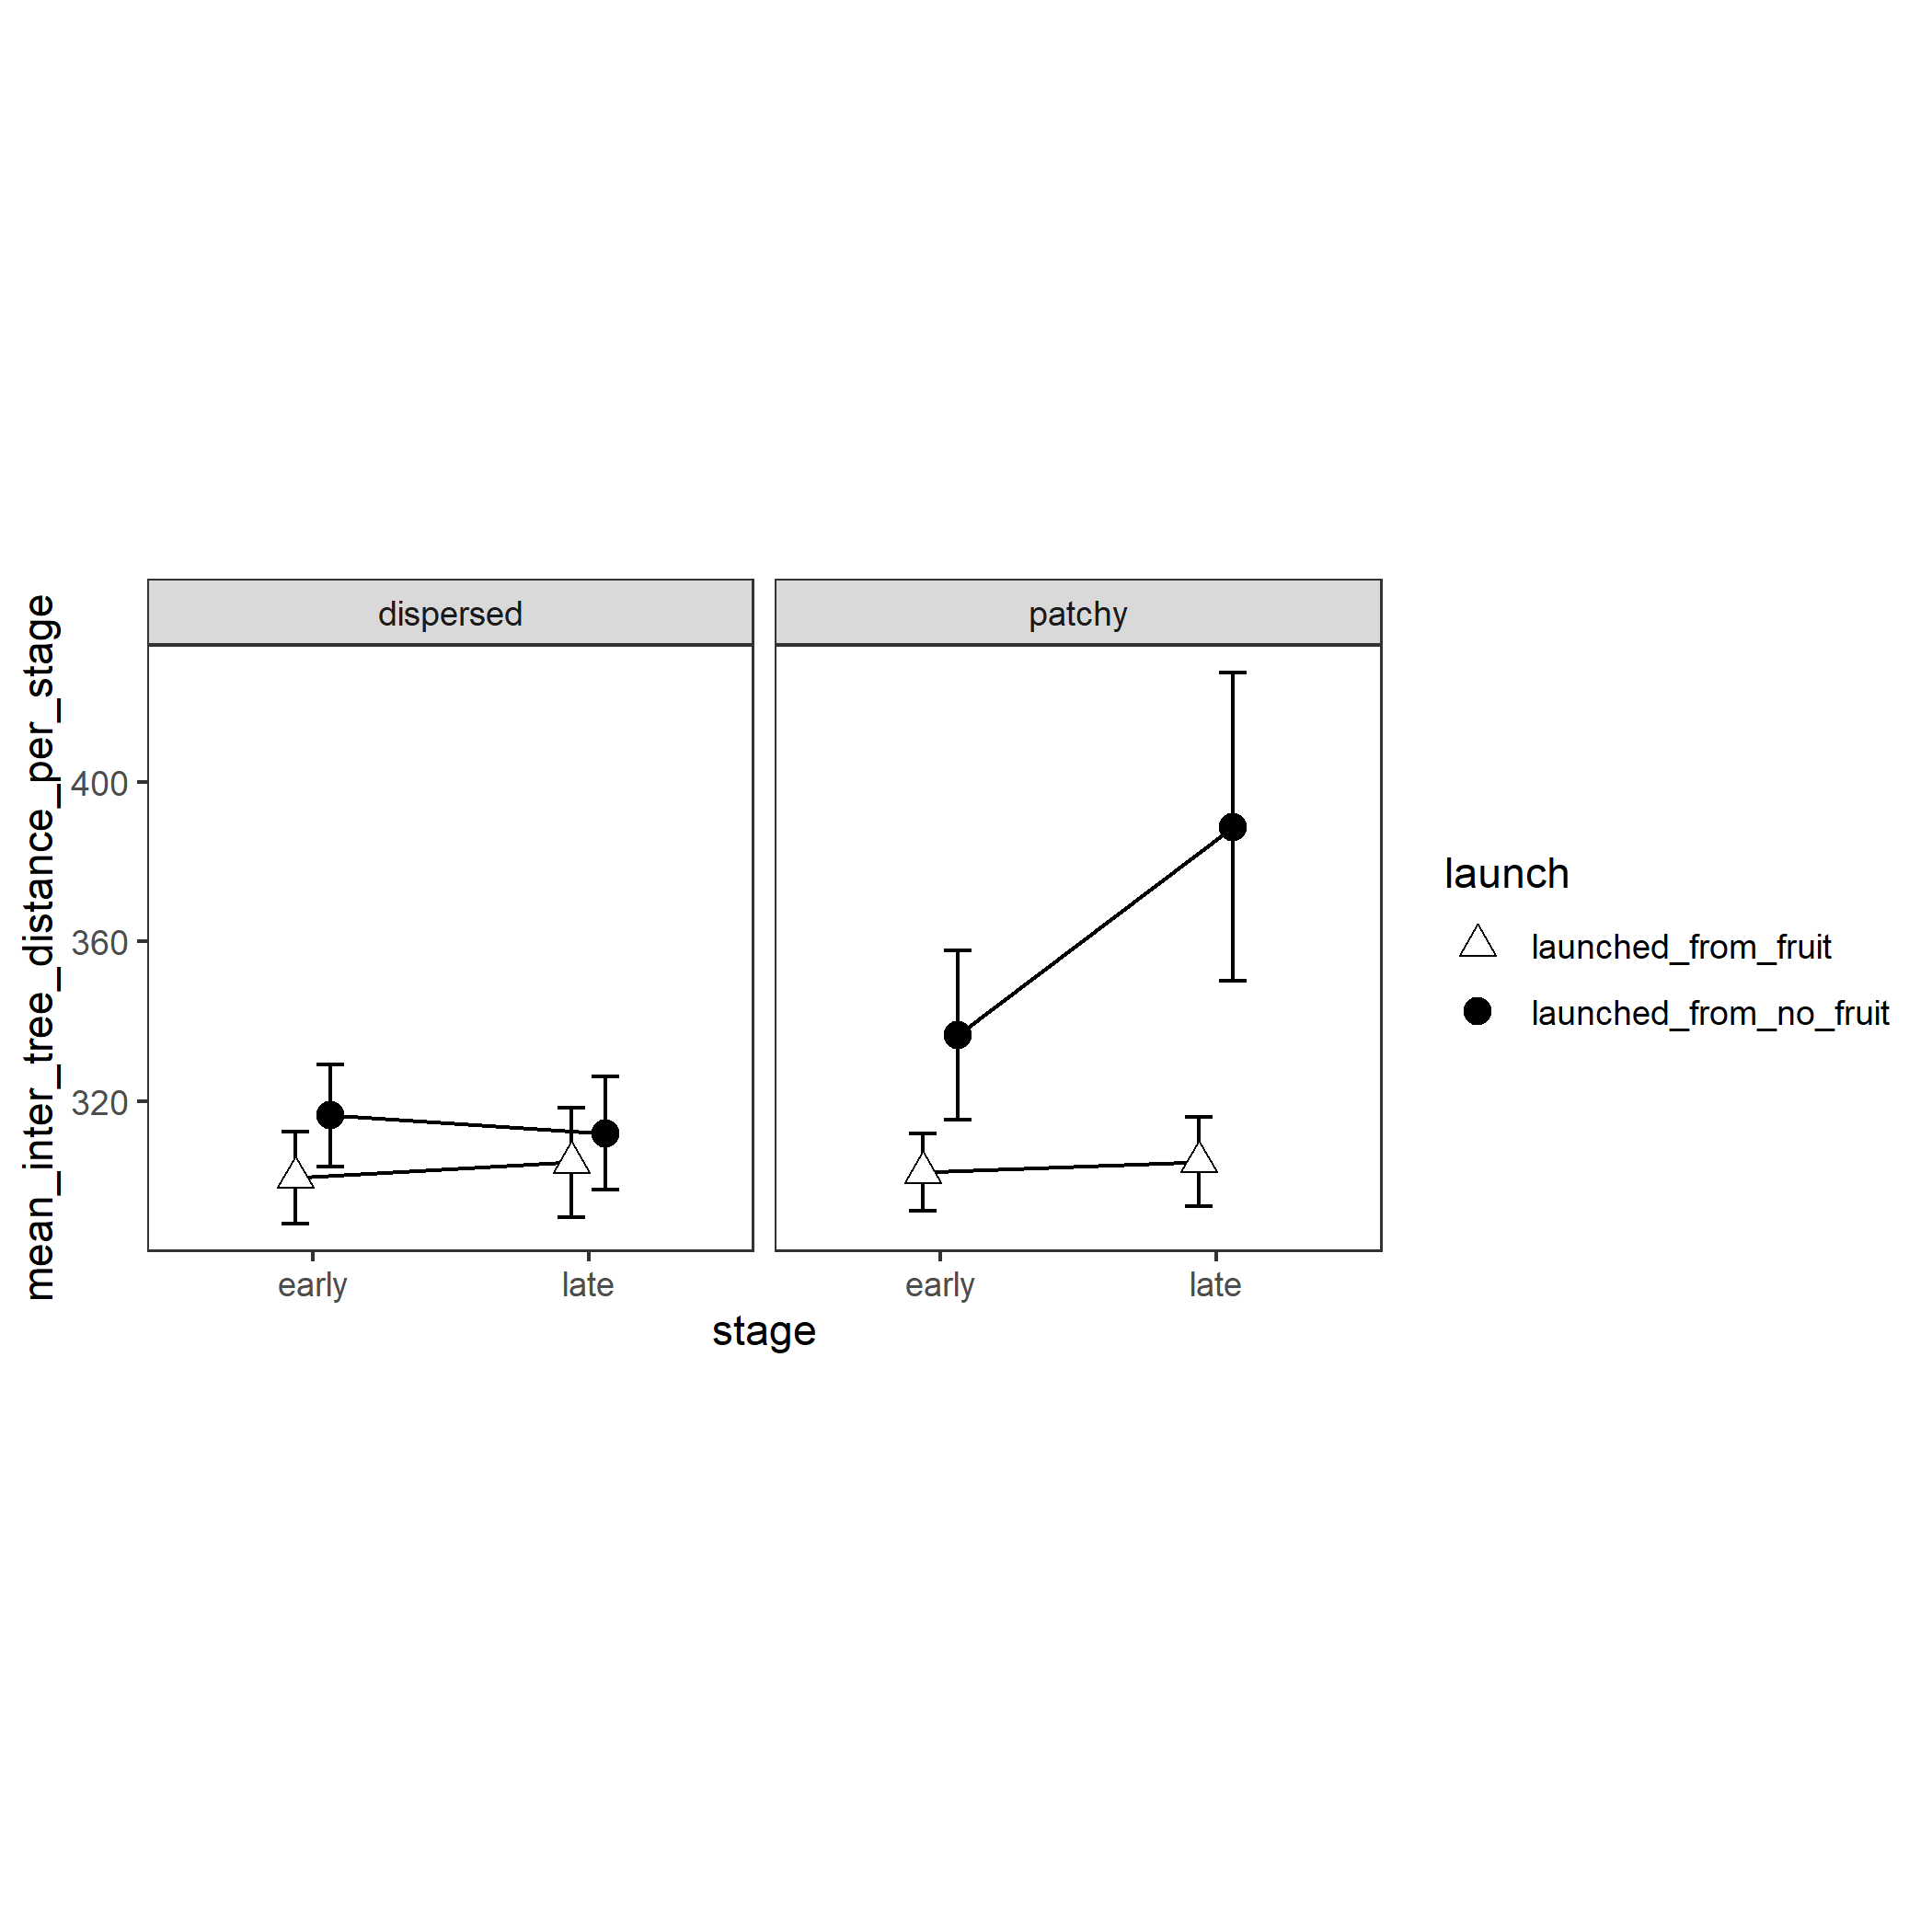 dispersed
patchy
mean_inter_tree_distance_per_stage
400
360
320
early
late
early
late
stage
launch
launched_from_fruit
launched_from_no_fruit